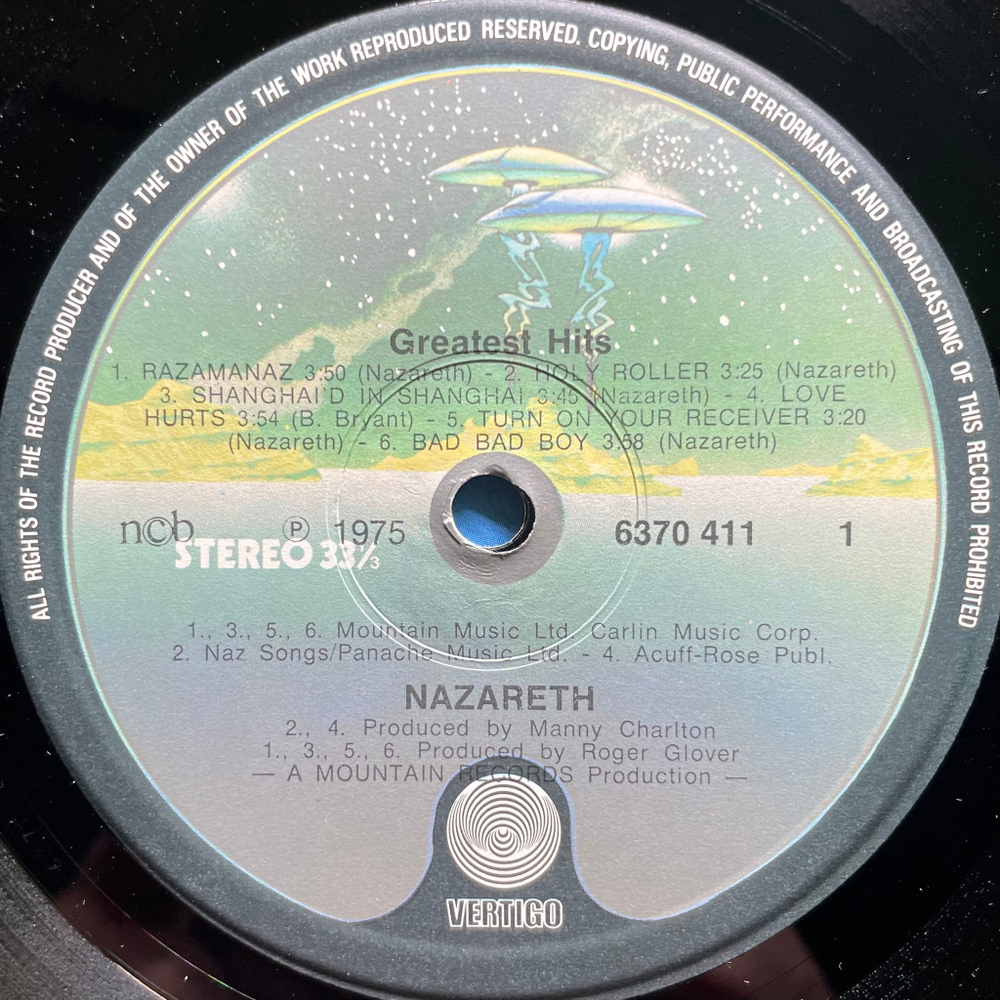 ALL RIGHTS OF THE RECORD PRODUCER AND OF THE OWNER OF THE WORK REPRODUCED RESERVED. COPYING, PUBLIC PERFORMANCE AND BROADCASTING OF THIS RECORD PROHIBITED
Greatest Hits
1. RAZAMANAZ 3:50 (Nazareth) - 2. HOLY ROLLER 3:25 (Nazareth)
3. SHANGHAI'D IN SHANGHAI 3:45 (Nazareth) - 4. LOVE
HURTS 3:54 (B. Bryant) - 5. TURN ON YOUR RECEIVER 3:20
(Nazareth) - 6. BAD BAD BOY 3:58 (Nazareth)
n©b ℗ 1975 6370 411 1
STEREO 33⅓
1., 3., 5., 6. Mountain Music Ltd. Carlin Music Corp.
2. Naz Songs/Panache Music Ltd. - 4. Acuff-Rose Publ.
NAZARETH
2., 4. Produced by Manny Charlton
1., 3., 5., 6. Produced by Roger Glover
— A MOUNTAIN RECORDS Production —
VERTIGO